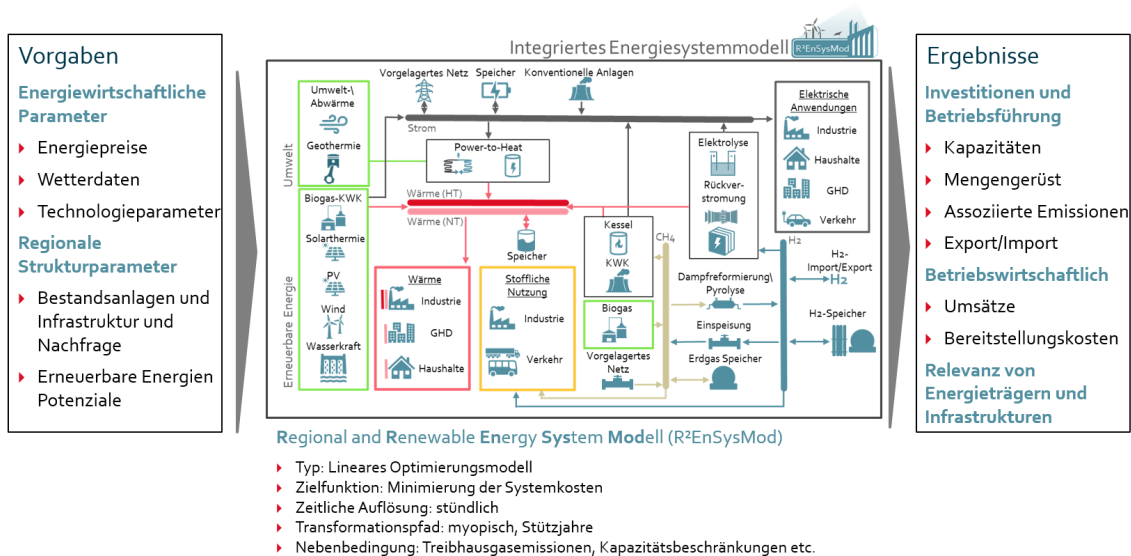 Vorgaben
Energiewirtschaftliche
Parameter
Energiepreise
Wetterdaten
Technologieparameter
Regionale
Strukturparameter
Bestandsanlagen und
Infrastruktur und
Nachfrage
Erneuerbare Energien
Potenziale
Integriertes Energiesystemmodell
R²EnSysMod
Umwelt
Umwelt-\
Abwärme
Geothermie
Erneuerbare Energie
Biogas-KWK
Solarthermie
PV
Wind
Wasserkraft
Vorgelagertes Netz
Speicher
Konventionelle Anlagen
Strom
Power-to-Heat
Wärme (HT)
Wärme (NT)
Speicher
Wärme
Industrie
GHD
Haushalte
Stoffliche
Nutzung
Industrie
Verkehr
Kessel
KWK
Biogas
Vorgelagertes
Netz
CH4
Elektrolyse
Rückver-
stromung
Dampfreformierung\
Pyrolyse
Einspeisung
Erdgas Speicher
H2
Elektrische
Anwendungen
Industrie
Haushalte
GHD
Verkehr
H2-
Import/Export
H2
H2-Speicher
Regional and Renewable Energy System Modell (R²EnSysMod)
Typ: Lineares Optimierungsmodell
Zielfunktion: Minimierung der Systemkosten
Zeitliche Auflösung: stündlich
Transformationspfad: myopisch, Stützjahre
Nebenbedingung: Treibhausgasemissionen, Kapazitätsbeschränkungen etc.
Ergebnisse
Investitionen und
Betriebsführung
Kapazitäten
Mengengerüst
Assoziierte Emissionen
Export/Import
Betriebswirtschaftlich
Umsätze
Bereitstellungskosten
Relevanz von
Energieträgern und
Infrastrukturen